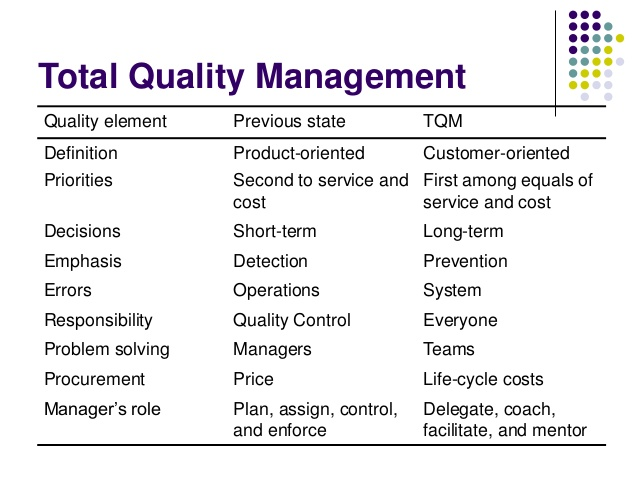 Total Quality Management
Quality element Previous state TQM
Definition Product-oriented Customer-oriented
Priorities Second to service and cost First among equals of service and cost
Decisions Short-term Long-term
Emphasis Detection Prevention
Errors Operations System
Responsibility Quality Control Everyone
Problem solving Managers Teams
Procurement Price Life-cycle costs
Manager’s role Plan, assign, control, and enforce Delegate, coach, facilitate, and mentor